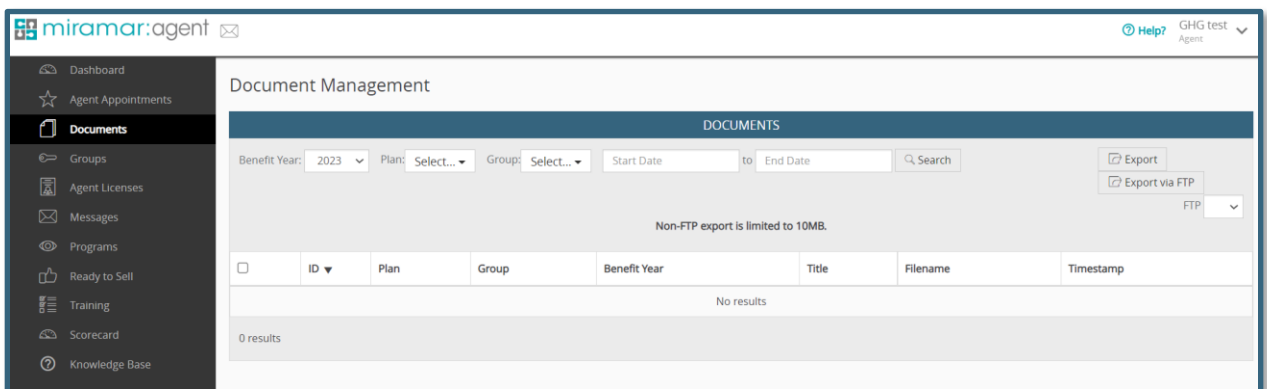 miramar:agent
Help?
GHG test
Agent
Dashboard
Agent Appointments
Documents
Groups
Agent Licenses
Messages
Programs
Ready to Sell
Training
Scorecard
Knowledge Base
Document Management
DOCUMENTS
Benefit Year: 2023 Plan: Select... Group: Select... Start Date to End Date Search
Export
Export via FTP
FTP
Non-FTP export is limited to 10MB.
ID Plan Group Benefit Year Title Filename Timestamp
No results
0 results